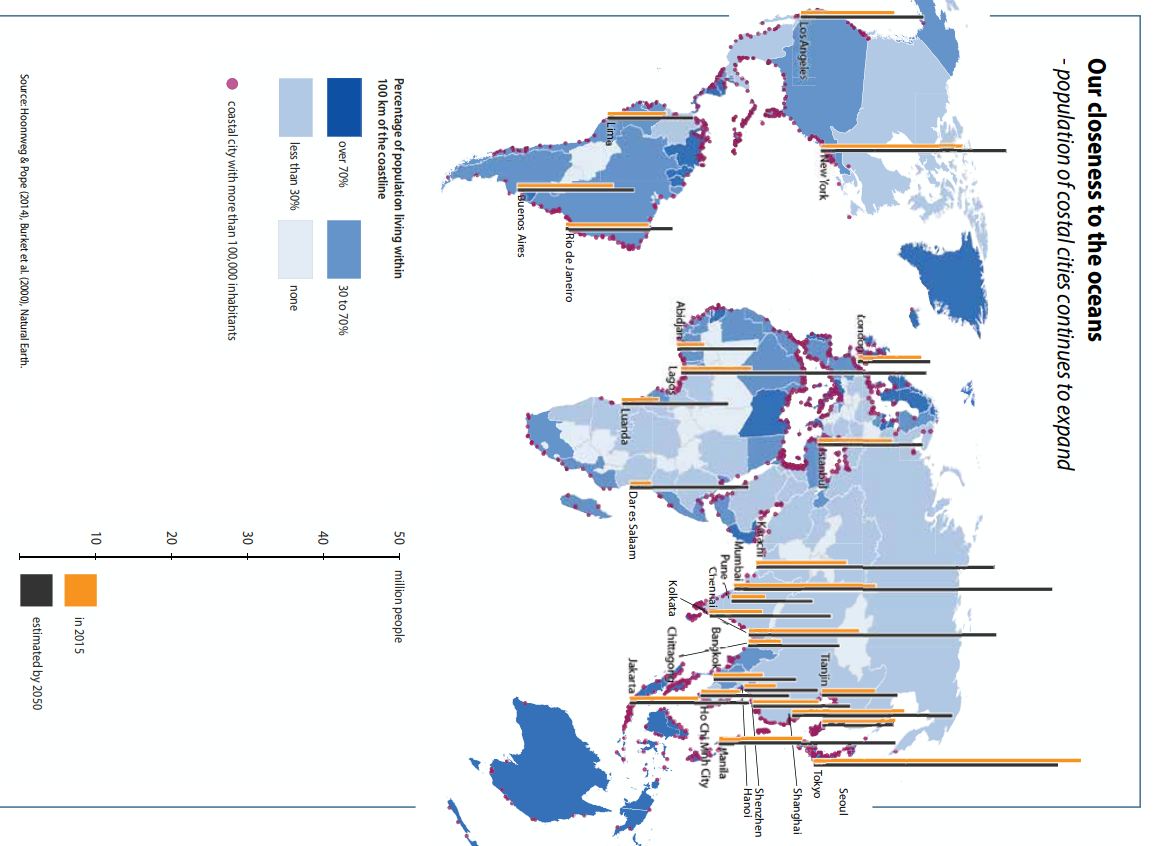 Our closeness to the oceans
- population of costal cities continues to expand
Los Angeles
New York
London
Istanbul
Tianjin
Seoul
Tokyo
Shanghai
Shenzhen
Hanoi
Karachi
Mumbai
Pune
Chennai
Kolkata
Bangkok
Chittagong
Manila
Ho Chi Minh City
Jakarta
Lima
Buenos Aires
Rio de Janeiro
Abidjan
Lagos
Luanda
Dar es Salaam
Percentage of population living within
100 km of the coastline
over 70%
30 to 70%
less than 30%
none
coastal city with more than 100,000 inhabitants
50 million people
40
30
20
10
in 2015
estimated by 2050
Source: Hoornweg & Pope (2014), Burket et al. (2000), Natural Earth.